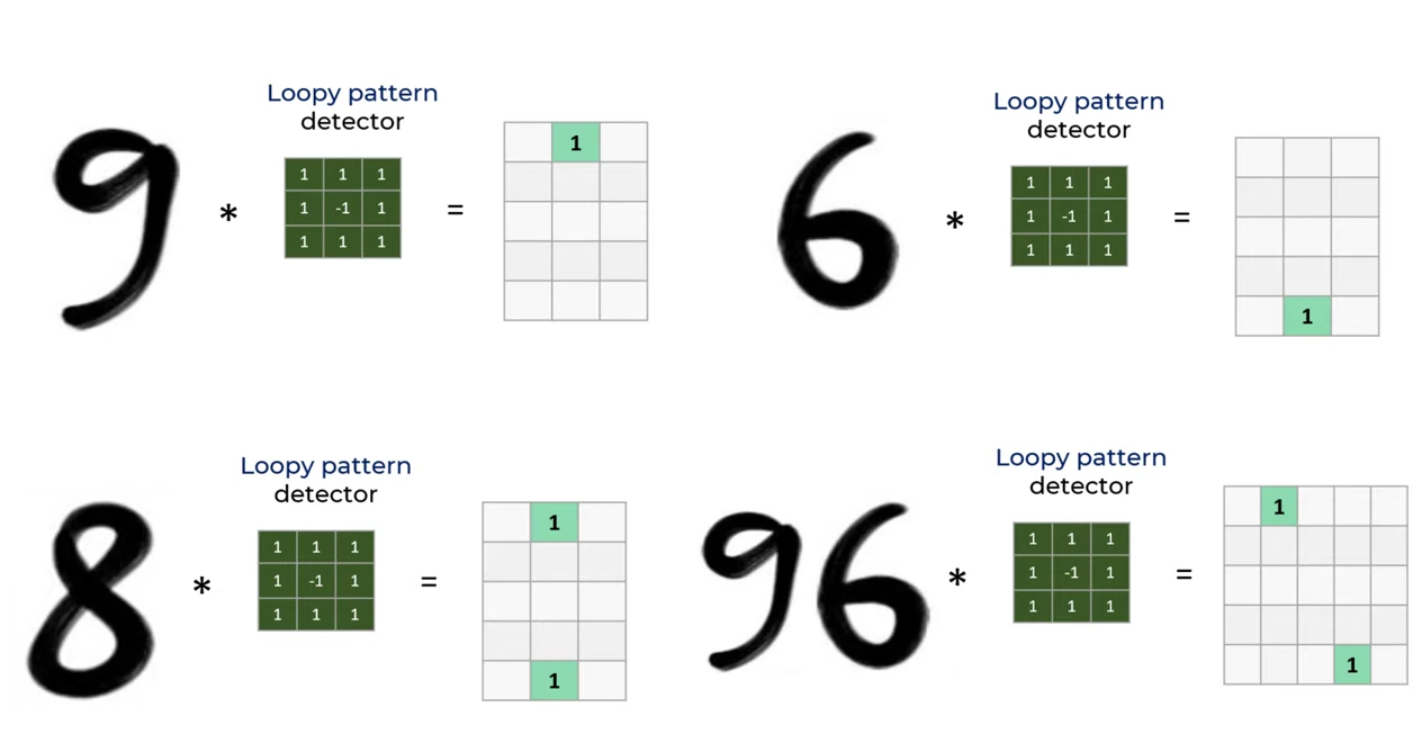 Loopy pattern
detector
9
*
1 1 1
1 -1 1
1 1 1
=
1
Loopy pattern
detector
6
*
1 1 1
1 -1 1
1 1 1
=
1
Loopy pattern
detector
8
*
1 1 1
1 -1 1
1 1 1
=
1
1
Loopy pattern
detector
96
*
1 1 1
1 -1 1
1 1 1
=
1
1